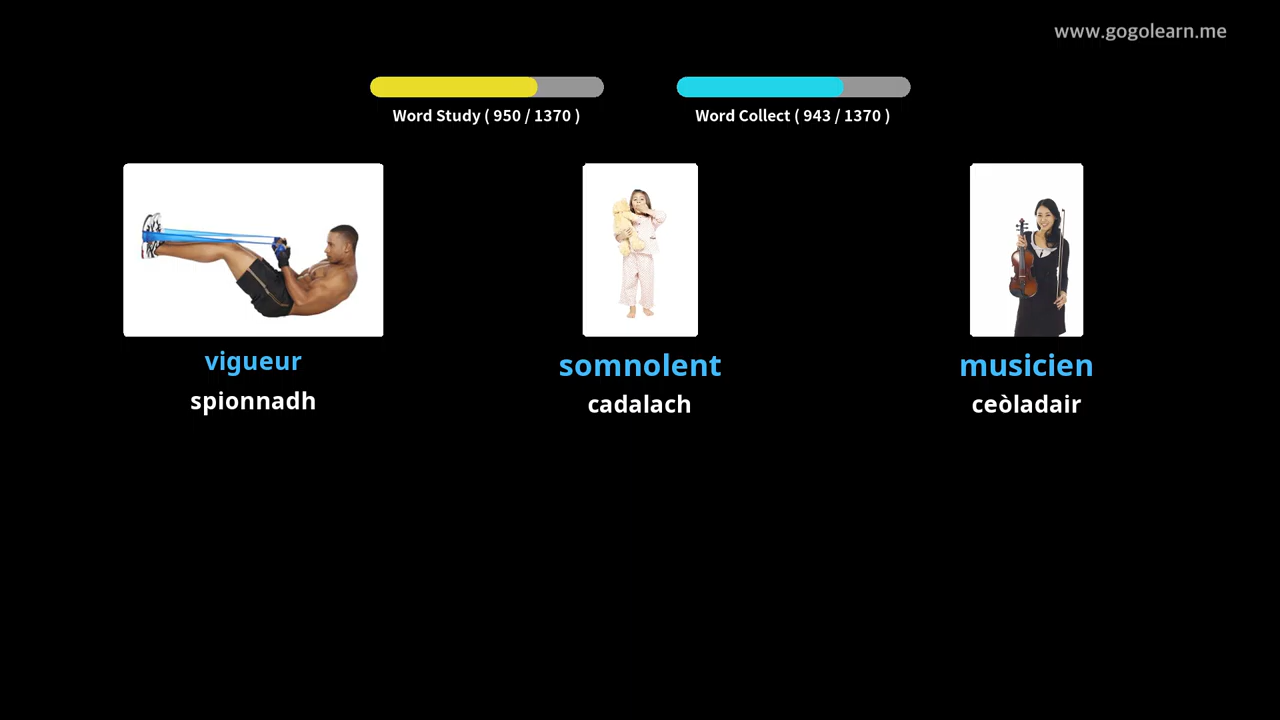 www.gogolearn.me
Word Study ( 950 / 1370 )
Word Collect ( 943 / 1370 )
vigueur
spionnadh
somnolent
cadalach
musicien
ceòladair